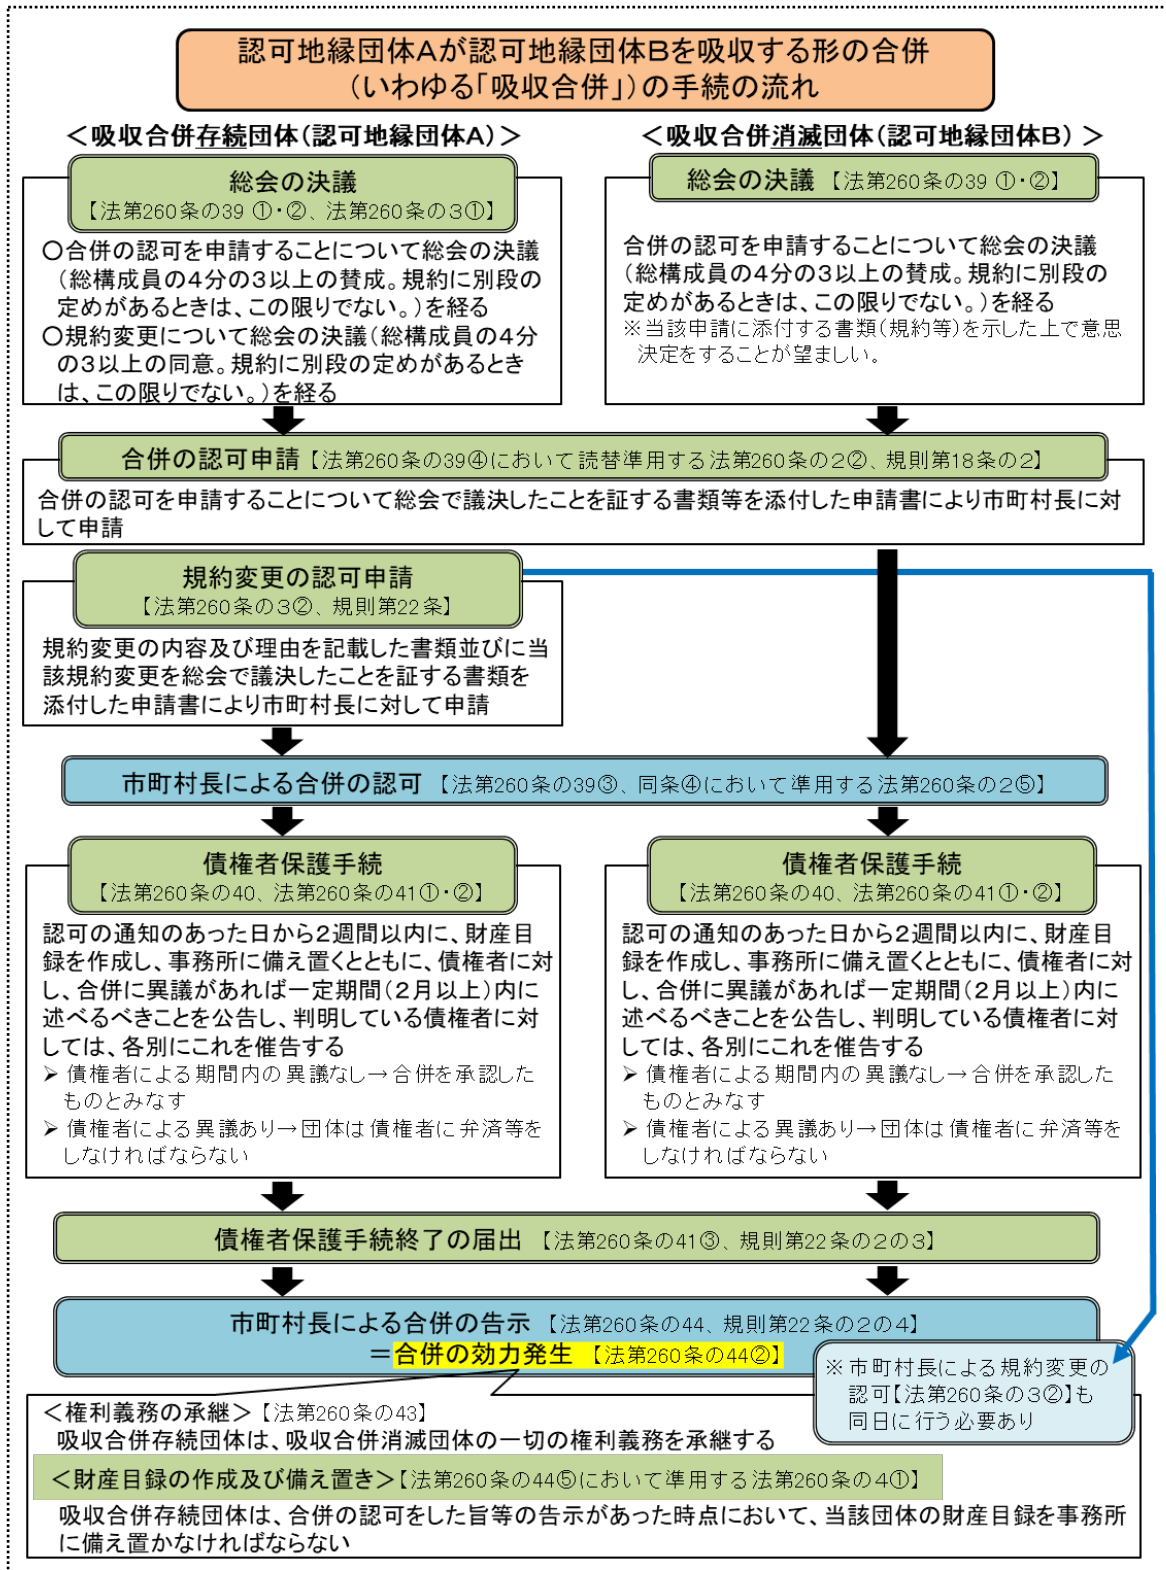 認可地縁団体Aが認可地縁団体Bを吸収する形の合併
(いわゆる「吸収合併」)の手続の流れ
＜吸収合併存続団体(認可地縁団体A)＞
総会の決議
【法第260条の39 ①・②、法第260条の3①】
○合併の認可を申請することについて総会の決議
(総構成員の4分の3以上の賛成。規約に別段の
定めがあるときは、この限りでない。)を経る
○規約変更について総会の決議(総構成員の4分
の3以上の同意。規約に別段の定めがあるとき
は、この限りでない。)を経る
＜吸収合併消滅団体(認可地縁団体B)＞
総会の決議 【法第260条の39 ①・②】
合併の認可を申請することについて総会の決議
(総構成員の4分の3以上の賛成。規約に別段の
定めがあるときは、この限りでない。)を経る
※当該申請に添付する書類(規約等)を示した上で意思
決定をすることが望ましい。
合併の認可申請【法第260条の39④において読替準用する法第260条の2②、規則第18条の2】
合併の認可を申請することについて総会で議決したことを証する書類等を添付した申請書により市町村長に対
して申請
規約変更の認可申請
【法第260条の3②、規則第22条】
規約変更の内容及び理由を記載した書類並びに当
該規約変更を総会で議決したことを証する書類を
添付した申請書により市町村長に対して申請
市町村長による合併の認可 【法第260条の39③、同条④において準用する法第260条の2⑤】
債権者保護手続
【法第260条の40、法第260条の41①・②】
認可の通知のあった日から2週間以内に、財産目
録を作成し、事務所に備え置くとともに、債権者に対
し、合併に異議があれば一定期間(2月以上)内に
述べるべきことを公告し、判明している債権者に対
しては、各別にこれを催告する
➢ 債権者による期間内の異議なし→合併を承認した
ものとみなす
➢ 債権者による異議あり→団体は債権者に弁済等を
しなければならない
債権者保護手続
【法第260条の40、法第260条の41①・②】
認可の通知のあった日から2週間以内に、財産目
録を作成し、事務所に備え置くとともに、債権者に対
し、合併に異議があれば一定期間(2月以上)内に
述べるべきことを公告し、判明している債権者に対
しては、各別にこれを催告する
➢ 債権者による期間内の異議なし→合併を承認した
ものとみなす
➢ 債権者による異議あり→団体は債権者に弁済等を
しなければならない
債権者保護手続終了の届出 【法第260条の41③、規則第22条の2の3】
市町村長による合併の告示 【法第260条の44、規則第22条の2の4】
＝合併の効力発生 【法第260条の44②】
※市町村長による規約変更の
認可【法第260条の3②】も
同日に行う必要あり
＜権利義務の承継＞【法第260条の43】
吸収合併存続団体は、吸収合併消滅団体の一切の権利義務を承継する
＜財産目録の作成及び備え置き＞【法第260条の44⑤において準用する法第260条の4①】
吸収合併存続団体は、合併の認可をした旨等の告示があった時点において、当該団体の財産目録を事務所
に備え置かなければならない